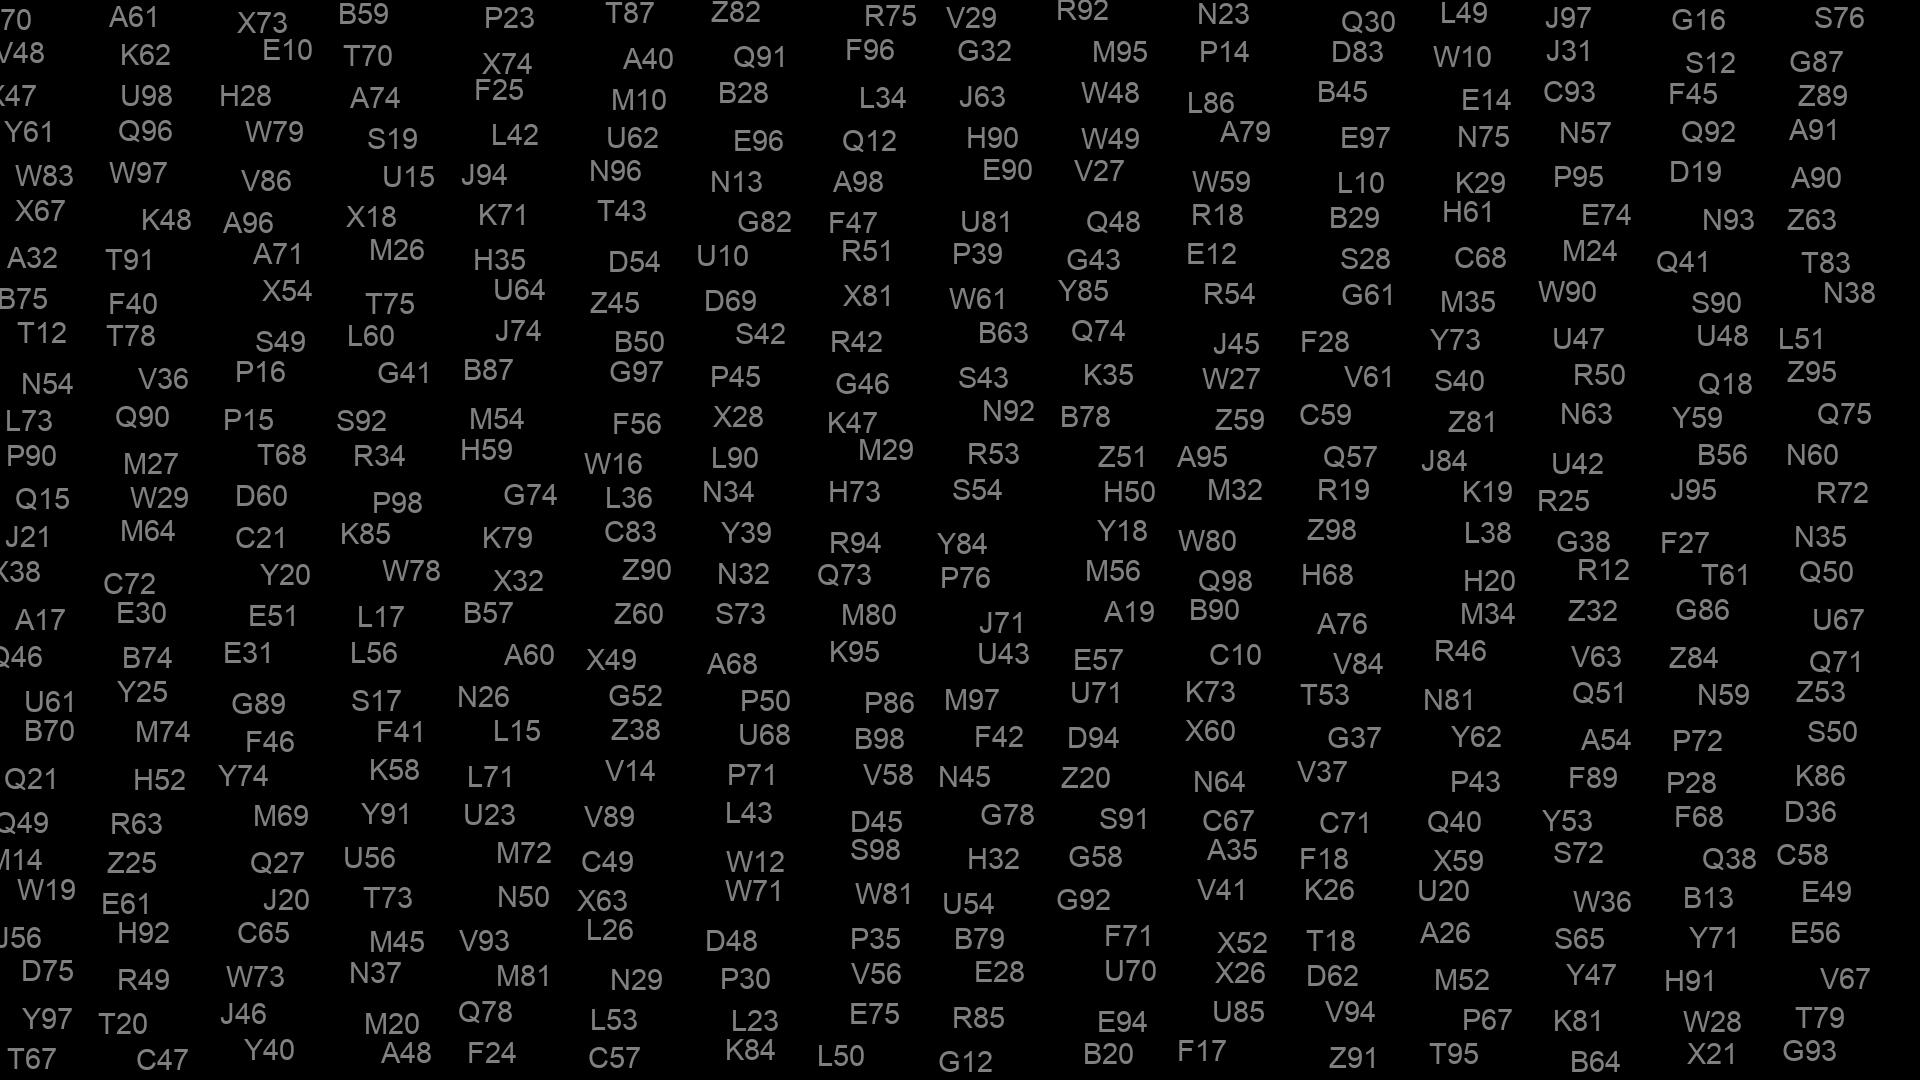 70 A61 X73 B59 P23 T87 Z82 R75 V29 R92 N23 Q30 L49 J97 G16 S76
V48 K62 E10 T70 X74 A40 Q91 F96 G32 M95 P14 D83 W10 J31 S12 G87
K47 U98 H28 A74 F25 M10 B28 L34 J63 W48 L86 B45 E14 C93 F45 Z89
Y61 Q96 W79 S19 L42 U62 E96 Q12 H90 W49 A79 E97 N75 N57 Q92 A91
W83 W97 V86 U15 J94 N96 N13 A98 E90 V27 W59 L10 K29 P95 D19 A90
X67 K48 A96 X18 K71 T43 G82 F47 U81 Q48 R18 B29 H61 E74 N93 Z63
A32 T91 A71 M26 H35 D54 U10 R51 P39 G43 E12 S28 C68 M24 Q41 T83
B75 F40 X54 T75 U64 Z45 D69 X81 W61 Y85 R54 G61 M35 W90 S90 N38
T12 T78 S49 L60 J74 B50 S42 R42 B63 Q74 J45 F28 Y73 U47 U48 L51
N54 V36 P16 G41 B87 G97 P45 G46 S43 K35 W27 V61 S40 R50 Q18 Z95
L73 Q90 P15 S92 M54 F56 X28 K47 N92 B78 Z59 C59 Z81 N63 Y59 Q75
P90 M27 T68 R34 H59 W16 L90 M29 R53 Z51 A95 Q57 J84 U42 B56 N60
Q15 W29 D60 P98 G74 L36 N34 H73 S54 H50 M32 R19 K19 R25 J95 R72
J21 M64 C21 K85 K79 C83 Y39 R94 Y84 Y18 W80 Z98 L38 G38 F27 N35
X38 C72 Y20 W78 X32 Z90 N32 Q73 P76 M56 Q98 H68 H20 R12 T61 Q50
A17 E30 E51 L17 B57 Z60 S73 M80 J71 A19 B90 A76 M34 Z32 G86 U67
Q46 B74 E31 L56 A60 X49 A68 K95 U43 E57 C10 V84 R46 V63 Z84 Q71
U61 Y25 G89 S17 N26 G52 P50 P86 M97 U71 K73 T53 N81 Q51 N59 Z53
B70 M74 F46 F41 L15 Z38 U68 B98 F42 D94 X60 G37 Y62 A54 P72 S50
Q21 H52 Y74 K58 L71 V14 P71 V58 N45 Z20 N64 V37 P43 F89 P28 K86
Q49 R63 M69 Y91 U23 V89 L43 D45 G78 S91 C67 C71 Q40 Y53 F68 D36
M14 Z25 Q27 U56 M72 C49 W12 S98 H32 G58 A35 F18 X59 S72 Q38 C58
W19 E61 J20 T73 N50 X63 W71 W81 U54 G92 V41 K26 U20 W36 B13 E49
J56 H92 C65 M45 V93 L26 D48 P35 B79 F71 X52 T18 A26 S65 Y71 E56
D75 R49 W73 N37 M81 N29 P30 V56 E28 U70 X26 D62 M52 Y47 H91 V67
Y97 T20 J46 M20 Q78 L53 L23 E75 R85 E94 U85 V94 P67 K81 W28 T79
T67 C47 Y40 A48 F24 C57 K84 L50 G12 B20 F17 Z91 T95 B64 X21 G93